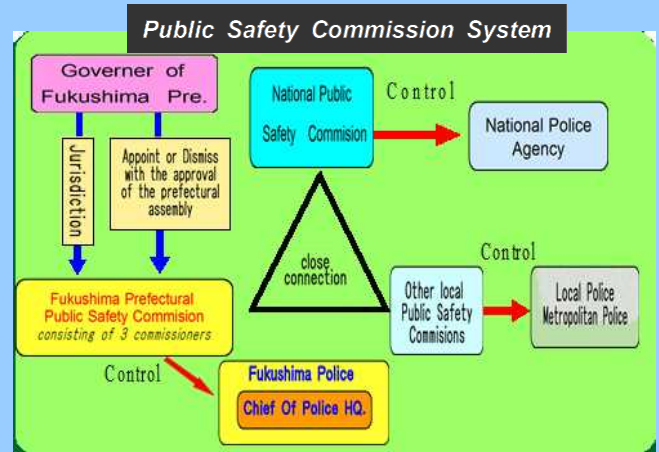 Public Safety Commission System
Governer of
Fukushima Pre.
Jurisdiction
Appoint or Dismiss
with the approval
of the prefectural
assembly
Fukushima Prefectural
Public Safety Commision
consisting of 3 commissioners
Control
Fukushima Police
Chief Of Police HQ.
National Public
Safety Commision
Control
National Police
Agency
close
connection
Other local
Public Safety
Commisions
Control
Local Police
Metropolitan Police